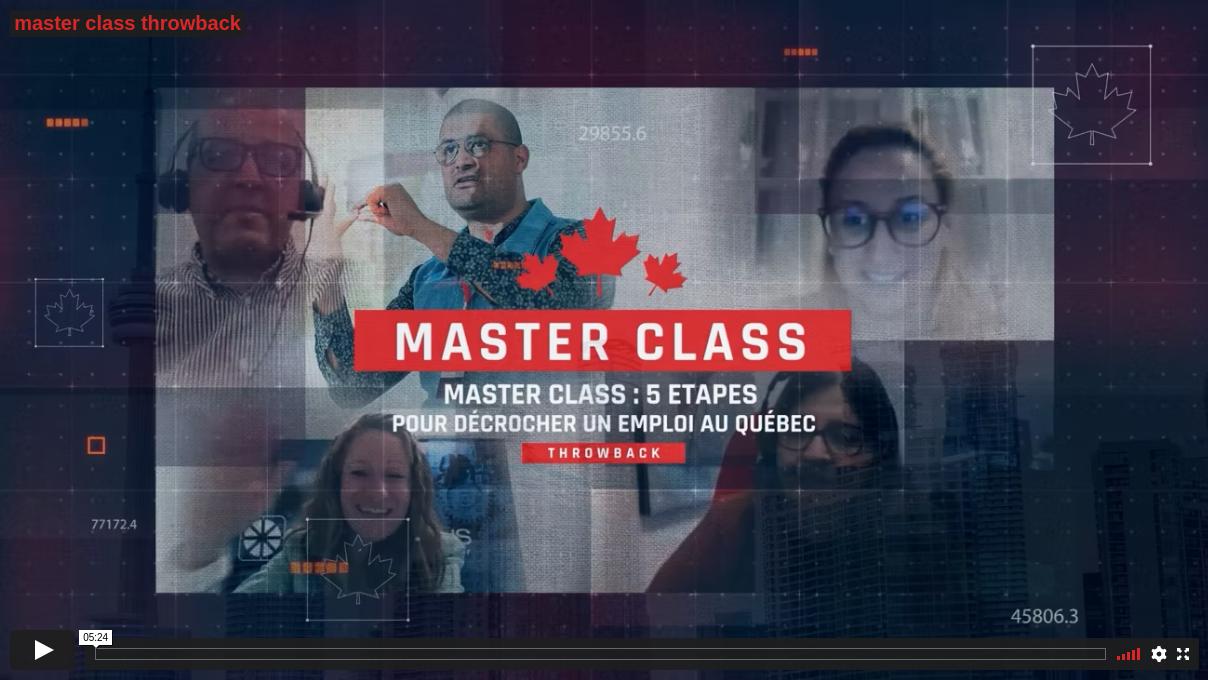 master class throwback
29855.6
MASTER CLASS
MASTER CLASS : 5 ETAPES
POUR DÉCROCHER UN EMPLOI AU QUÉBEC
THROWBACK
77172.4
45806.3
05:24